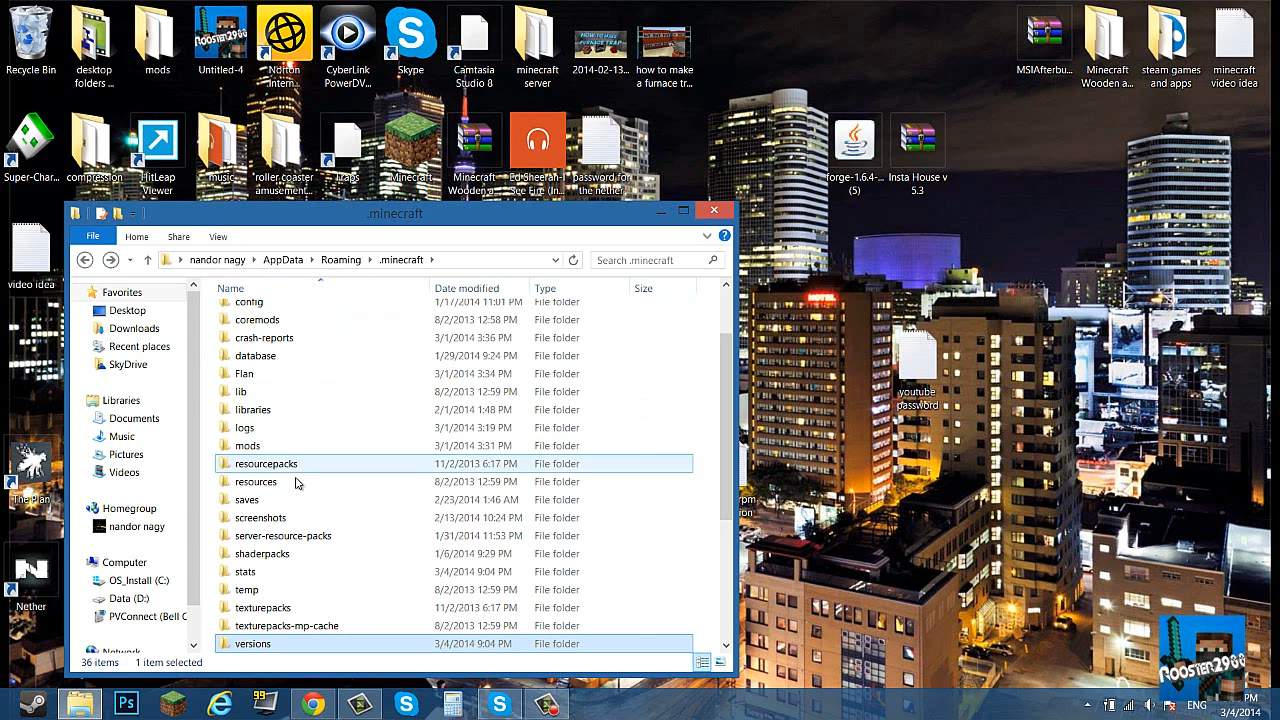 Recycle Bin
desktop folders ...
mods
Untitled-4
Norton Intern...
CyberLink PowerDV...
Skype
Camtasia Studio 8
minecraft server
HOW TO MAKE
FURNACE TRAP
2014-02-13...
how to make a furnace tr...
MSIAfterbu...
Minecraft Wooden a...
steam games and apps
minecraft video idea
ROOSTER2988
Super-Char...
compression
HitLeap Viewer
music
roller coaster amusement...
fraps
Minecraft
Minecraft Wooden a...
Ed Sheeran- I See Fire (In...
password for the nether
forge-1.6.4-... (5)
Insta House v 5.3
video idea
The Plan
Nether
youtube password
HOTEL
.minecraft
File
Home
Share
View
nandor nagy
AppData
Roaming
.minecraft
Search .minecraft
Name
Date modified
Type
Size
Favorites
Desktop
Downloads
Recent places
SkyDrive
Libraries
Documents
Music
Pictures
Videos
Homegroup
nandor nagy
Computer
OS_Install (C:)
Data (D:)
PVConnect (Bell C
Network
config 1/17/2014 11:01 PM File folder
coremods 8/2/2013 12:58 PM File folder
crash-reports 3/1/2014 3:36 PM File folder
database 1/29/2014 9:24 PM File folder
Flan 3/1/2014 3:34 PM File folder
lib 8/2/2013 12:59 PM File folder
libraries 2/1/2014 1:48 PM File folder
logs 3/1/2014 3:19 PM File folder
mods 3/1/2014 3:31 PM File folder
resourcepacks 11/2/2013 6:17 PM File folder
resources 8/2/2013 12:59 PM File folder
saves 2/23/2014 1:46 AM File folder
screenshots 2/13/2014 10:24 PM File folder
server-resource-packs 1/31/2014 11:53 PM File folder
shaderpacks 1/6/2014 9:29 PM File folder
stats 3/4/2014 9:04 PM File folder
temp 8/2/2013 12:59 PM File folder
texturepacks 11/2/2013 6:17 PM File folder
texturepacks-mp-cache 8/2/2013 12:59 PM File folder
versions 3/4/2014 9:04 PM File folder
36 items
1 item selected
Ps
99
ENG
PM
3/4/2014
ROOSTER2988